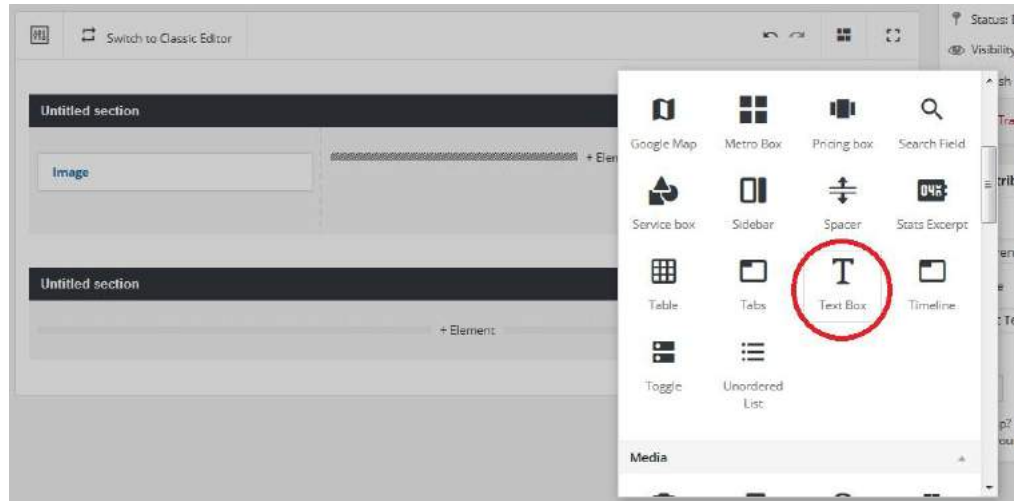 Switch to Classic Editor
Status:
Visibility
Untitled section
Google Map
Metro Box
Pricing box
Search Field
Image
+ Elem
Service box
Sidebar
Spacer
Stats Excerpt
Untitled section
Table
Tabs
T
Text Box
Timeline
+ Element
Toggle
Unordered
List
Media